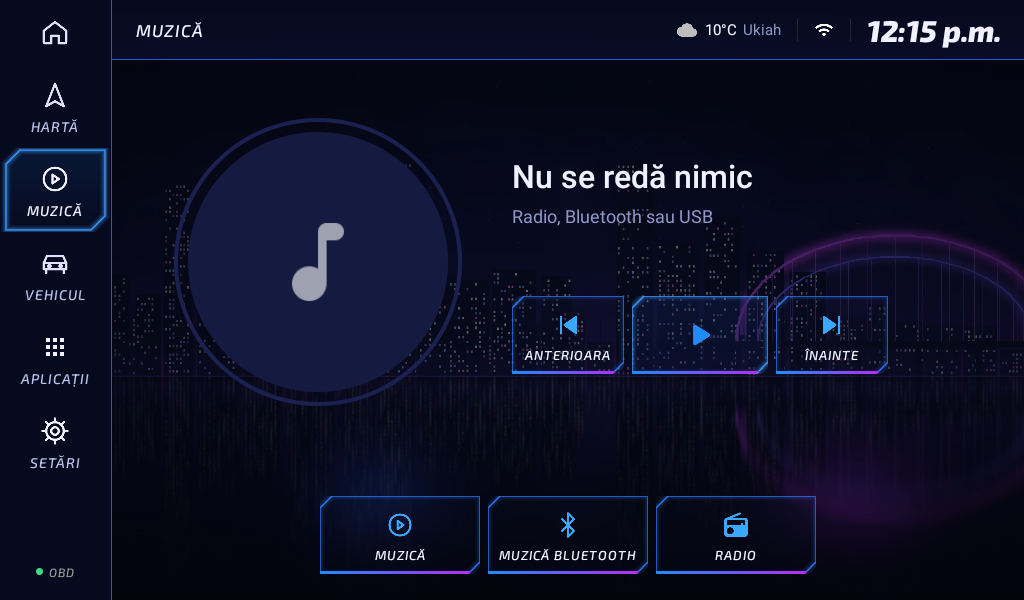 MUZICĂ
10°C Ukiah
12:15 p.m.
HARTĂ
MUZICĂ
VEHICUL
APLICAȚII
SETĂRI
OBD
Nu se redă nimic
Radio, Bluetooth sau USB
ANTERIOARA
ÎNAINTE
MUZICĂ
MUZICĂ BLUETOOTH
RADIO